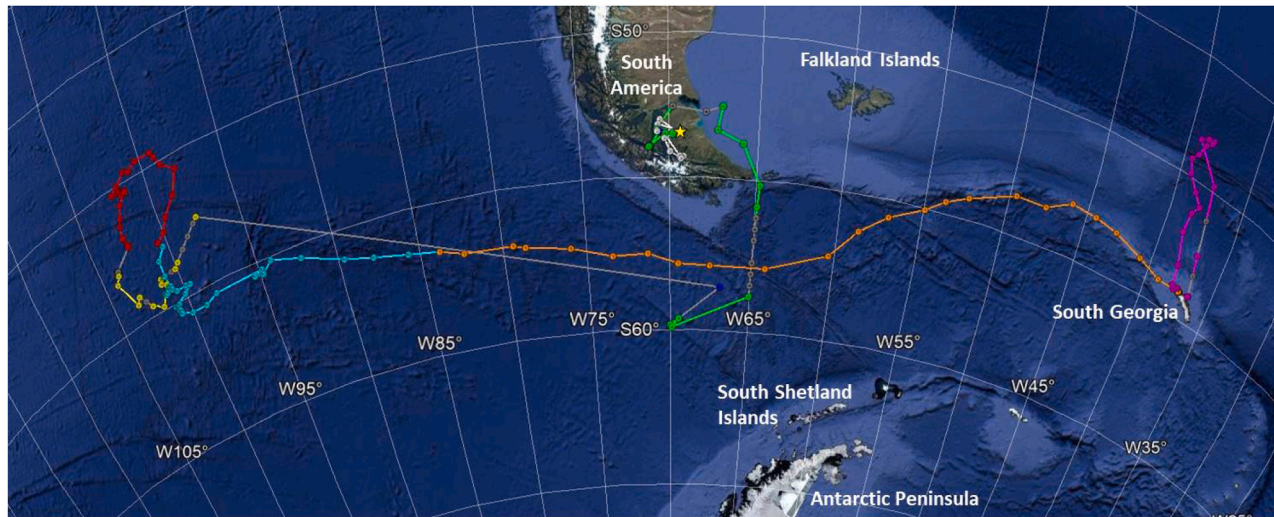 S50°
South
America
Falkland Islands
South Georgia
W75°
S60°
W65°
W85°
W55°
W95°
South Shetland
Islands
W45°
W105°
W35°
Antarctic Peninsula